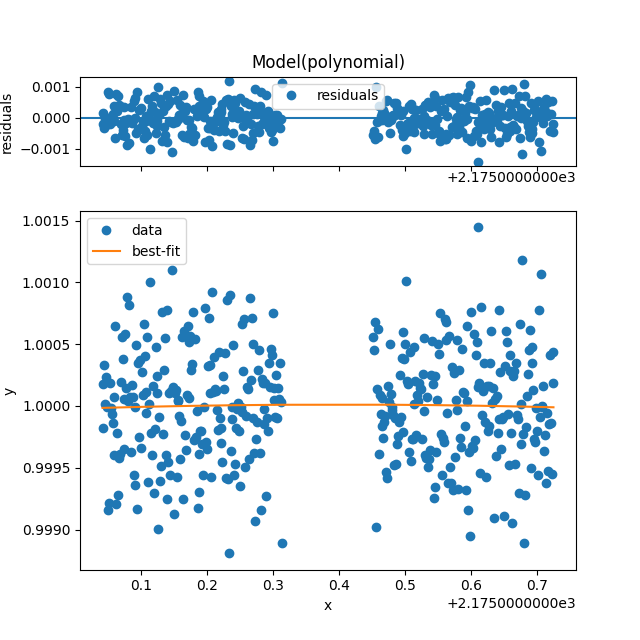 Model(polynomial)
residuals
0.001
0.000
−0.001
residuals
+2.1750000000e3
y
1.0015
1.0010
1.0005
1.0000
0.9995
0.9990
data
best-fit
0.1 0.2 0.3 0.4 0.5 0.6 0.7
x
+2.1750000000e3